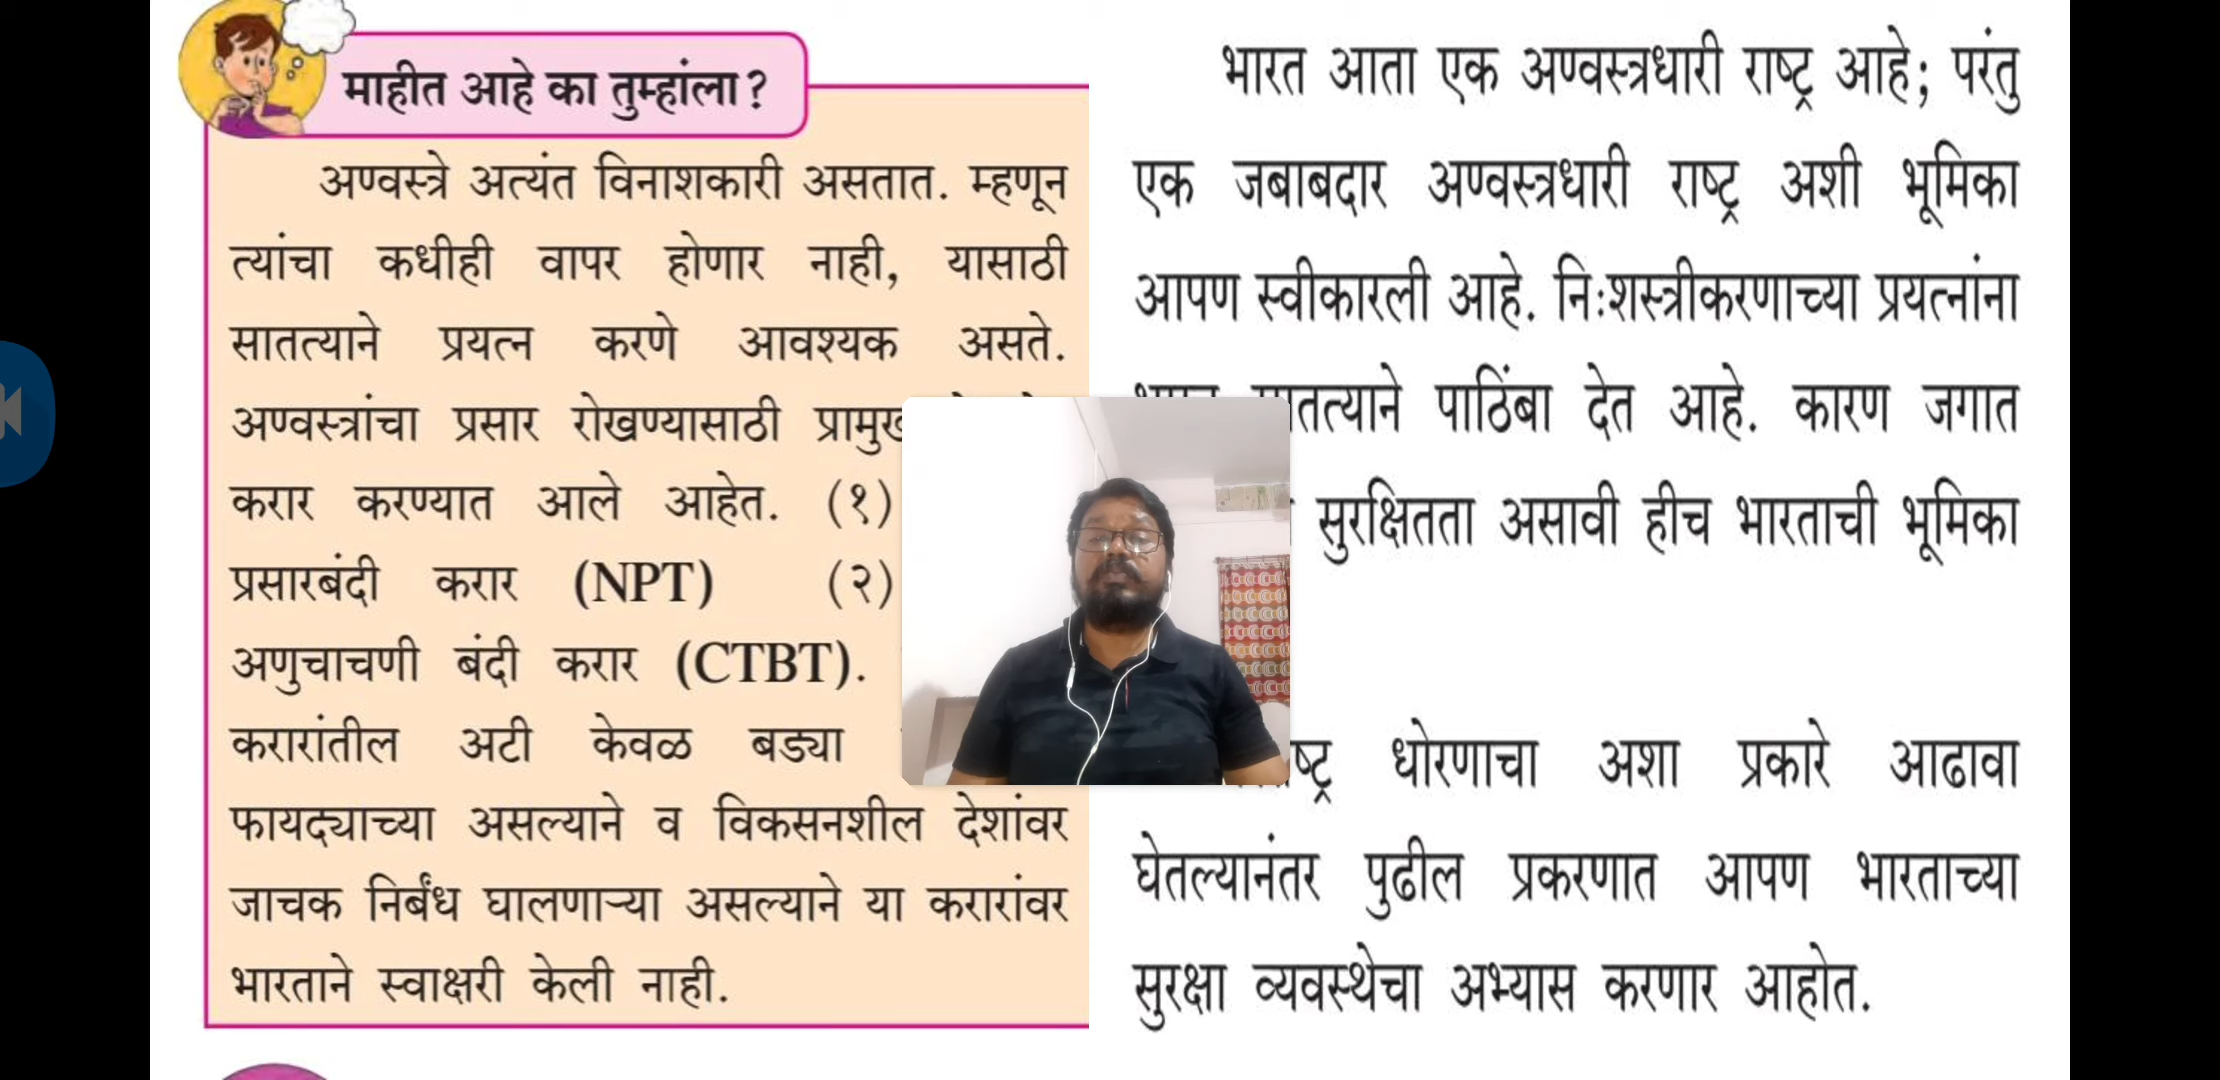 माहीत आहे का तुम्हांला?
अण्वस्त्रे अत्यंत विनाशकारी असतात. म्हणून
त्यांचा कधीही वापर होणार नाही, यासाठी
सातत्याने प्रयत्न करणे आवश्यक असते.
अण्वस्त्रांचा प्रसार रोखण्यासाठी
करार करण्यात आले आहेत. (१)
प्रसारबंदी करार (NPT) (२)
अणुचाचणी बंदी करार (CTBT).
करारांतील अटी केवळ बड्या
फायद्याच्या असल्याने व विकसनशील देशांवर
जाचक निर्बंध घालणाऱ्या असल्याने या करारांवर
भारताने स्वाक्षरी केली नाही.
भारत आता एक अण्वस्त्रधारी राष्ट्र आहे; परंतु
एक जबाबदार अण्वस्त्रधारी राष्ट्र अशी भूमिका
आपण स्वीकारली आहे. निःशस्त्रीकरणाच्या प्रयत्नांना
पाठिंबा देत आहे. कारण जगात
सुरक्षितता असावी हीच भारताची भूमिका
धोरणाचा अशा प्रकारे आढावा
घेतल्यानंतर पुढील प्रकरणात आपण भारताच्या
सुरक्षा व्यवस्थेचा अभ्यास करणार आहोत.